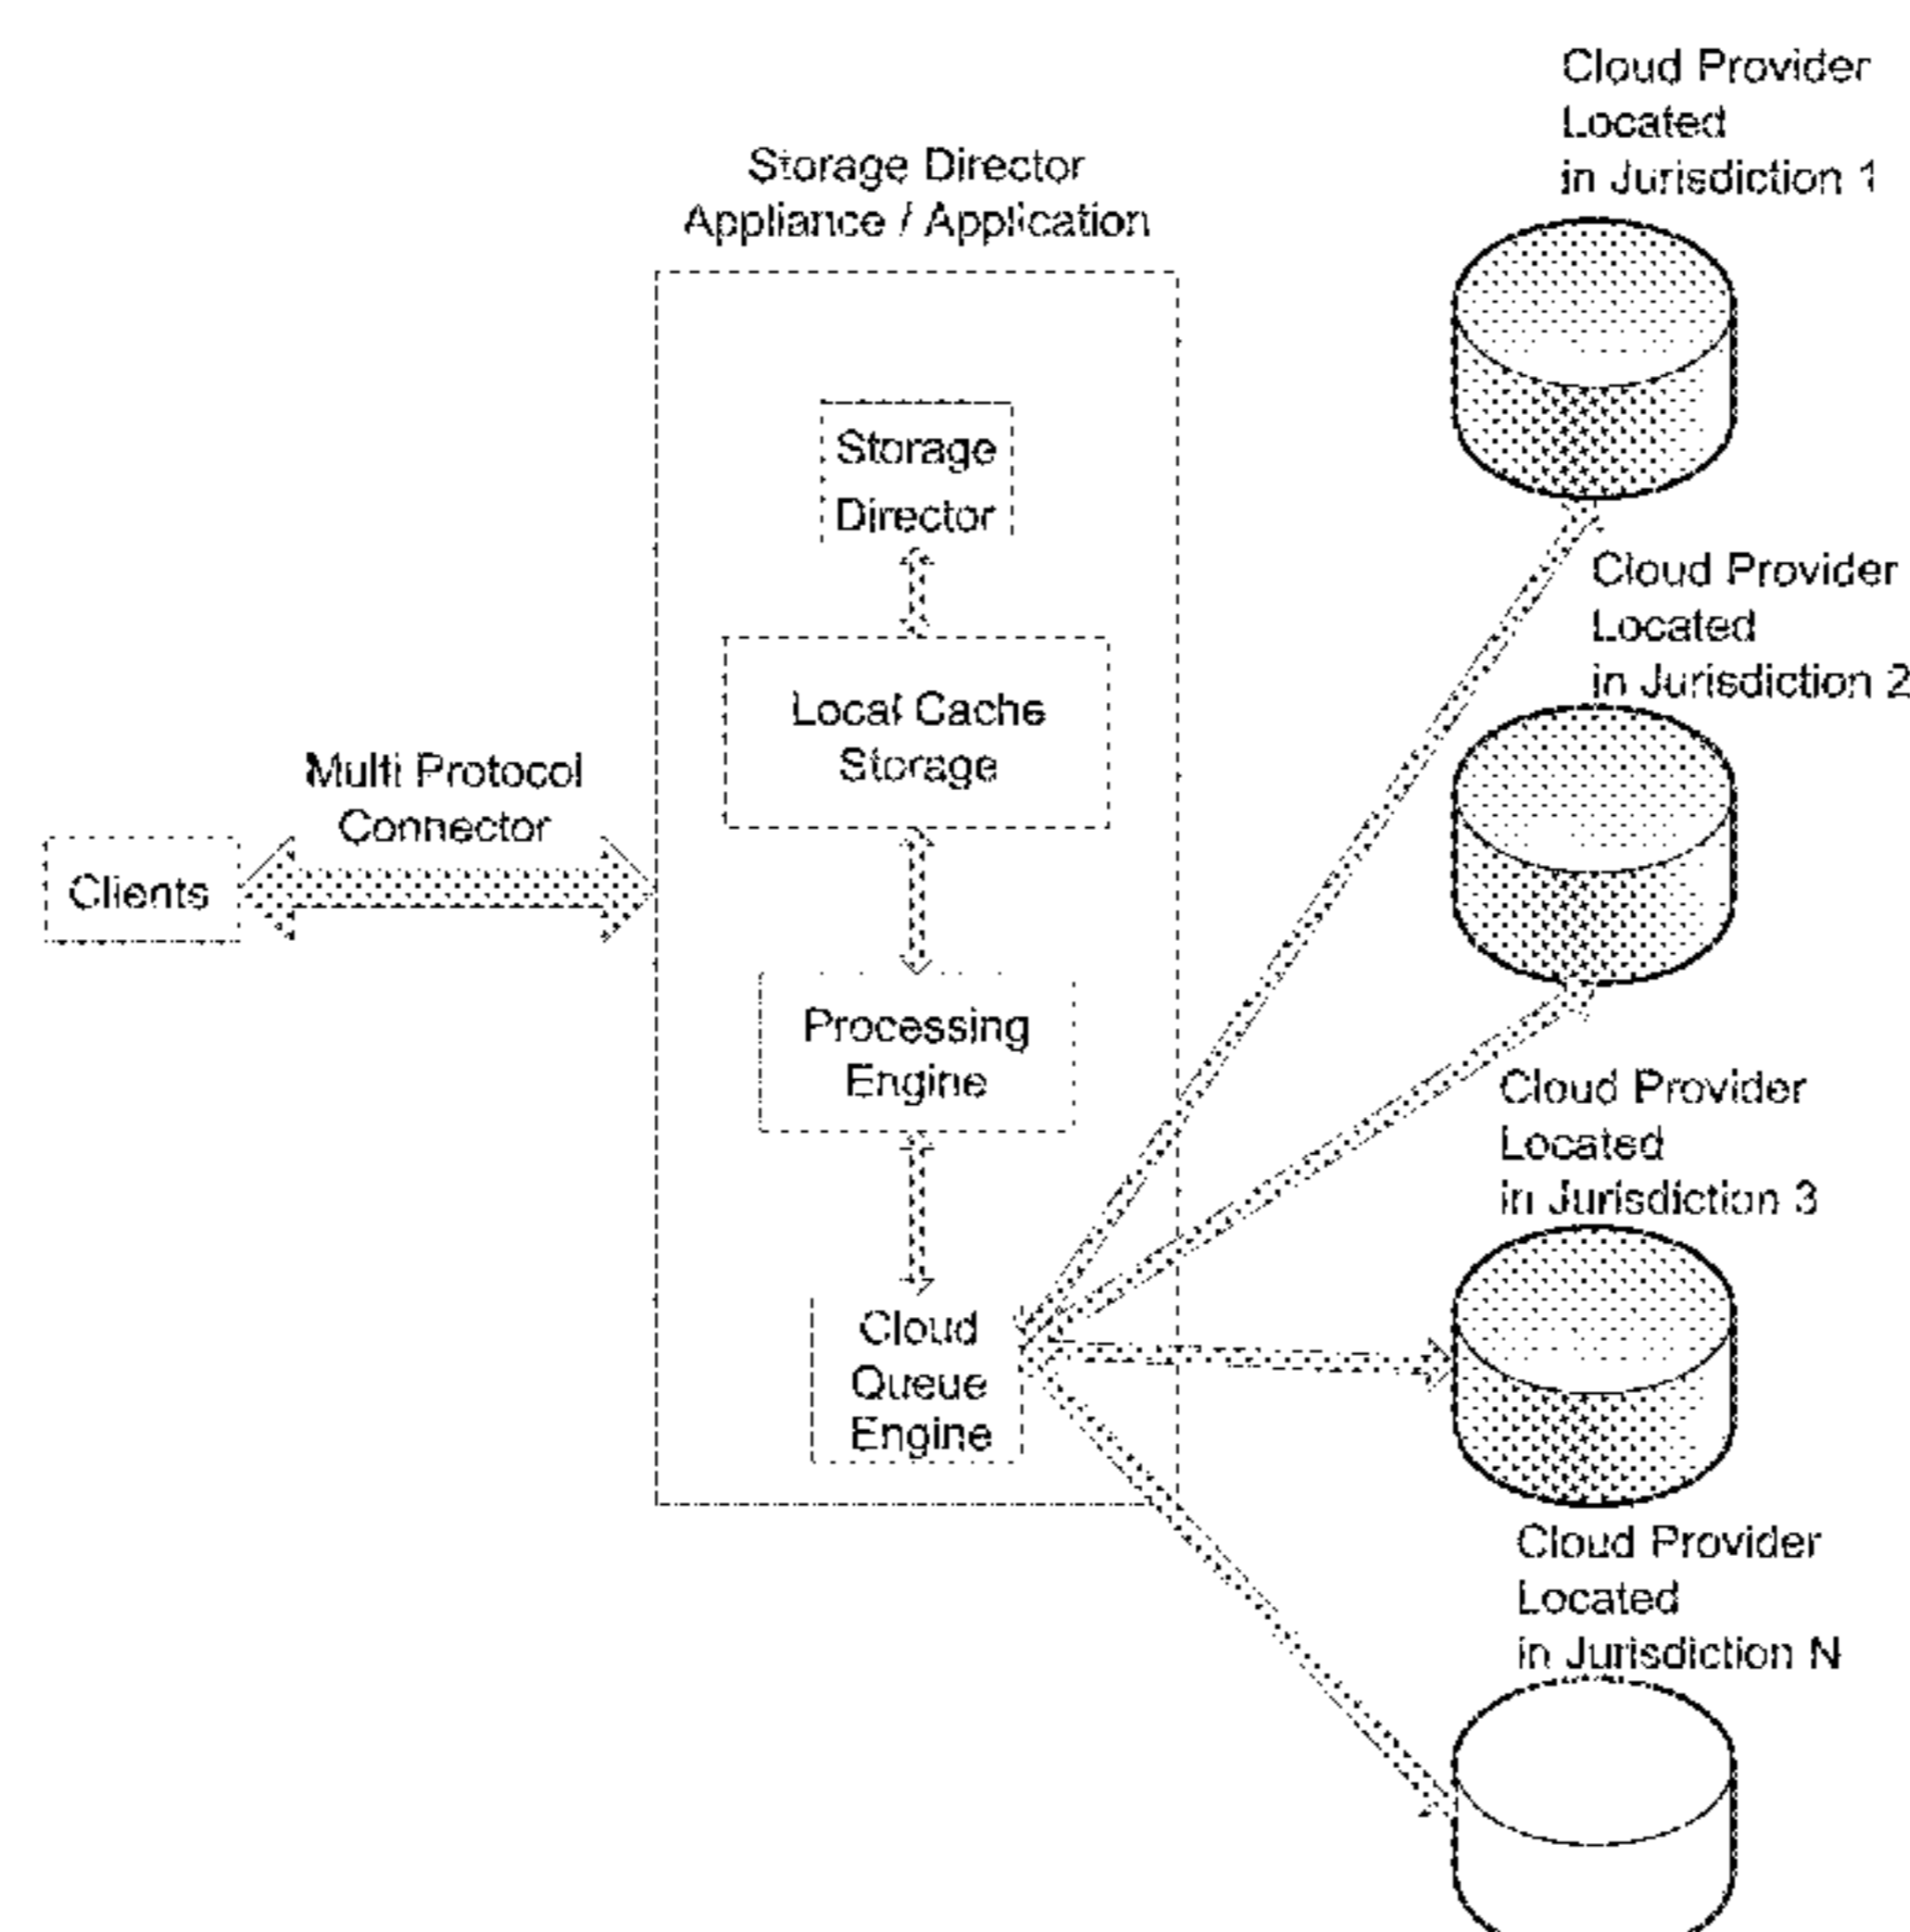 Cloud Provider
Located
in Jurisdiction 1
Storage Director
Appliance / Application
Storage
Director
Cloud Provider
Located
in Jurisdiction 2
Local Cache
Storage
Multi Protocol
Connector
Clients
Processing
Engine
Cloud Provider
Located
in Jurisdiction 3
Cloud
Queue
Engine
Cloud Provider
Located
in Jurisdiction N